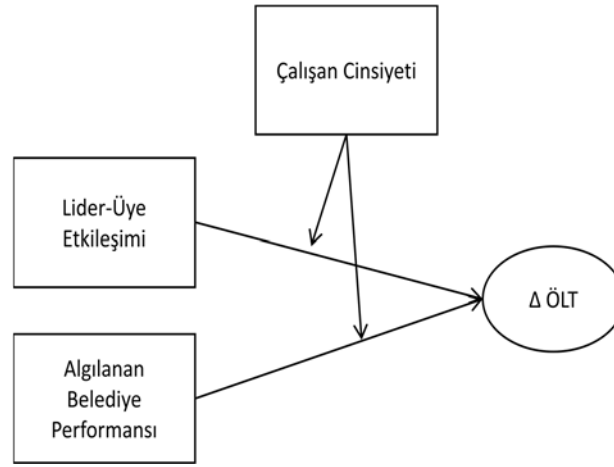 Çalışan Cinsiyeti
Lider-Üye
Etkileşimi
Δ ÖLT
Algılanan
Belediye
Performansı